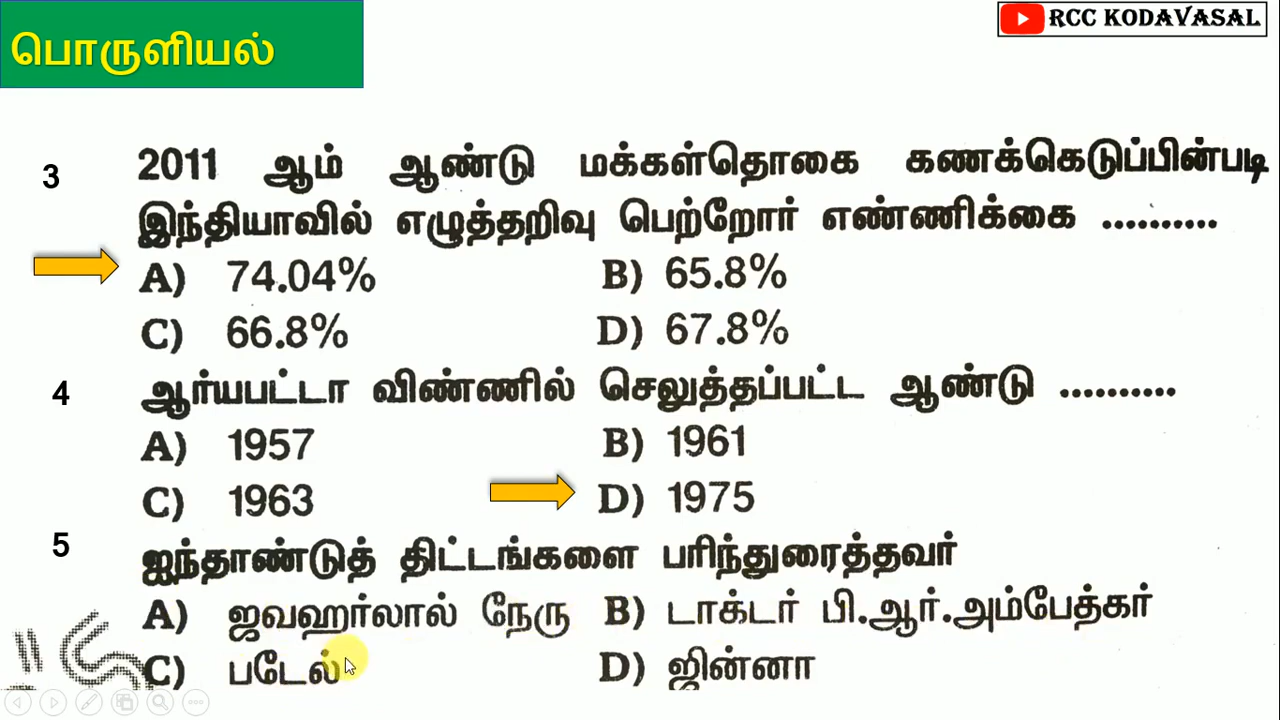 பொருளியல்
RCC KODAVASAL
3 2011 ஆம் ஆண்டு மக்கள்தொகை கணக்கெடுப்பின்படி
இந்தியாவில் எழுத்தறிவு பெற்றோர் எண்ணிக்கை ..........
A) 74.04% B) 65.8%
C) 66.8% D) 67.8%
4 ஆர்யபட்டா விண்ணில் செலுத்தப்பட்ட ஆண்டு ..........
A) 1957 B) 1961
C) 1963 D) 1975
5 ஐந்தாண்டுத் திட்டங்களை பரிந்துரைத்தவர்
A) ஜவஹர்லால் நேரு B) டாக்டர் பி.ஆர்.அம்பேத்கர்
C) படேல் D) ஜின்னா